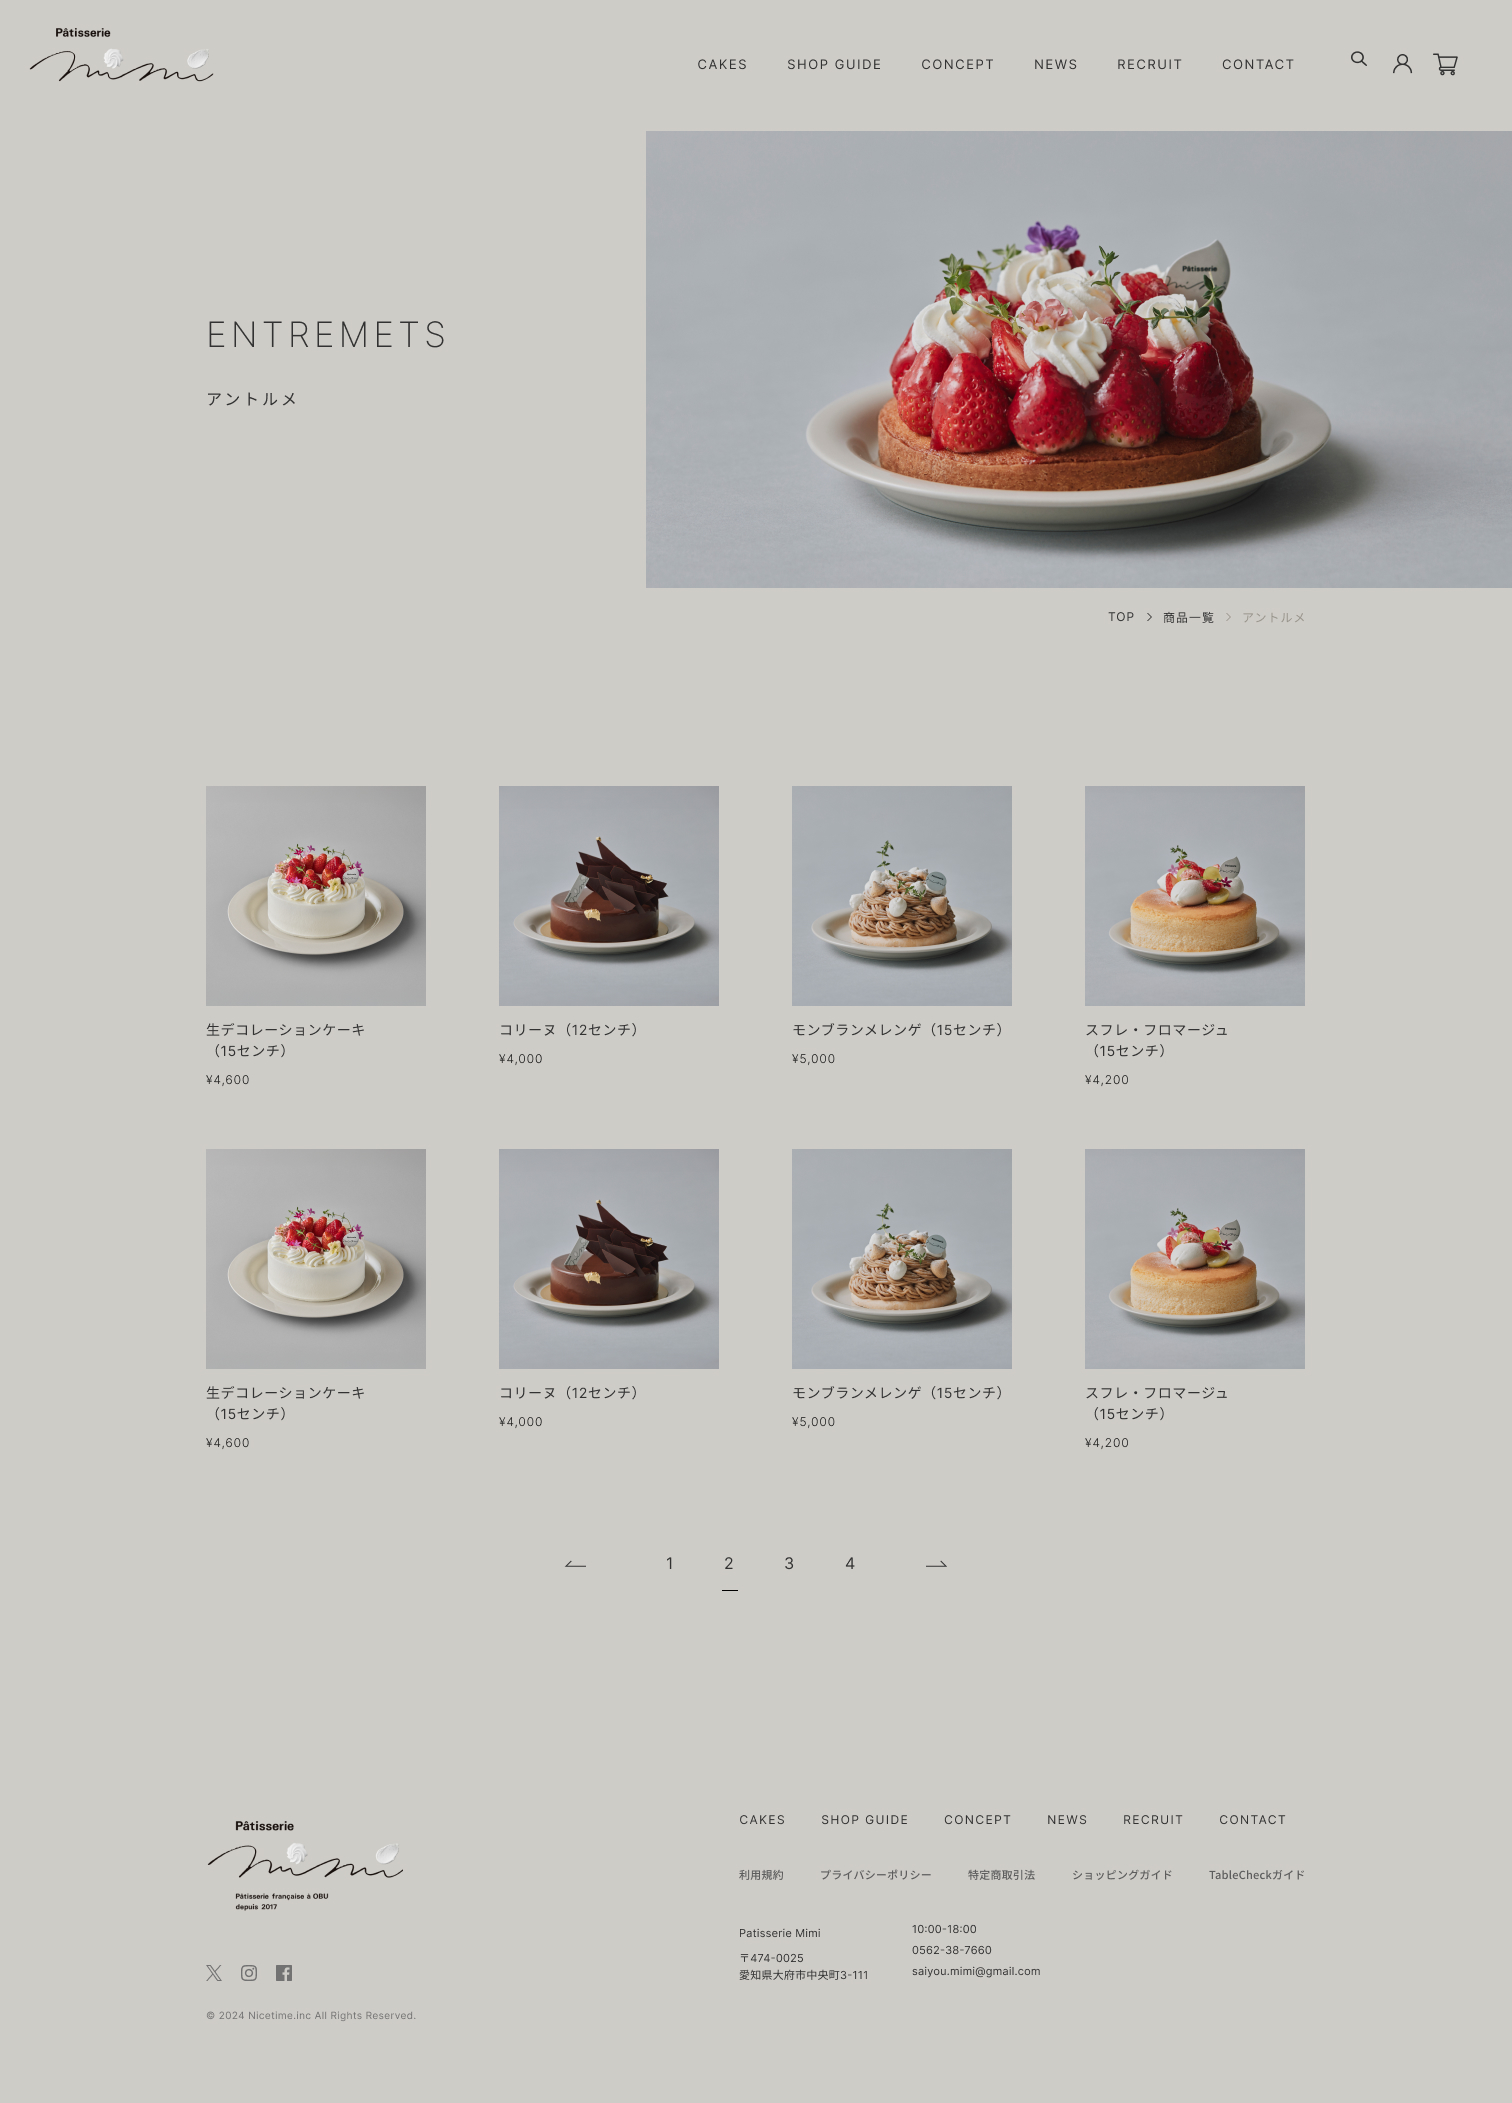 Pâtisserie
mimi
CAKES SHOP GUIDE CONCEPT NEWS RECRUIT CONTACT
Pâtisserie
mimi
ENTREMETS
アントルメ
TOP > 商品一覧 > アントルメ
生デコレーションケーキ
（15センチ）
¥4,600
コリーヌ（12センチ）
¥4,000
モンブランメレンゲ（15センチ）
¥5,000
スフレ・フロマージュ
（15センチ）
¥4,200
生デコレーションケーキ
（15センチ）
¥4,600
コリーヌ（12センチ）
¥4,000
モンブランメレンゲ（15センチ）
¥5,000
スフレ・フロマージュ
（15センチ）
¥4,200
1 2 3 4
Pâtisserie
mimi
Pâtisserie française à OBU
depuis 2017
CAKES SHOP GUIDE CONCEPT NEWS RECRUIT CONTACT
利用規約 プライバシーポリシー 特定商取引法 ショッピングガイド TableCheckガイド
Patisserie Mimi
〒474-0025
愛知県大府市中央町3-111
10:00-18:00
0562-38-7660
saiyou.mimi@gmail.com
© 2024 Nicetime.inc All Rights Reserved.